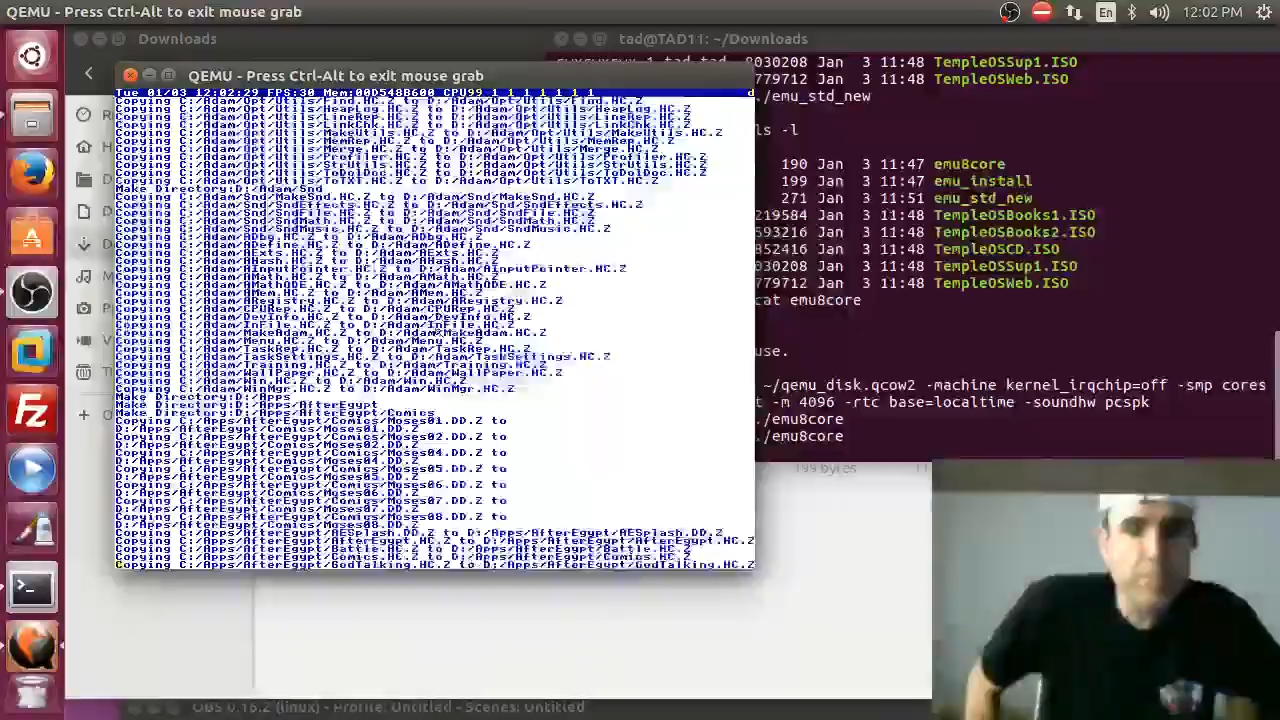 QEMU - Press Ctrl-Alt to exit mouse grab
En
12:02 PM
Downloads
tad@TAD11: ~/Downloads
QEMU - Press Ctrl-Alt to exit mouse grab
8030208 Jan 3 11:48 TempleOSSup1.ISO
779712 Jan 3 11:48 TempleOSWeb.ISO
./emu_std_new
ls -l
190 Jan 3 11:47 emu8core
199 Jan 3 11:47 emu_install
271 Jan 3 11:51 emu_std_new
219584 Jan 3 11:48 TempleOSBooks1.ISO
593216 Jan 3 11:48 TempleOSBooks2.ISO
852416 Jan 3 11:48 TempleOSCD.ISO
030208 Jan 3 11:48 TempleOSSup1.ISO
779712 Jan 3 11:48 TempleOSWeb.ISO
cat emu8core
use.
~/qemu_disk.qcow2 -machine kernel_irqchip=off -smp cores
t -m 4096 -rtc base=localtime -soundhw pcspk
./emu8core
./emu8core
Tue 01/03 12:02:29 FPS:30 Mem:00D548B600 CPU99 1 1 1 1 1 1 1
Copying C:/Adam/Opt/Utils/Find.HC.Z to D:/Adam/Opt/Utils/Find.HC.Z
Copying C:/Adam/Opt/Utils/HeapLog.HC.Z to D:/Adam/Opt/Utils/HeapLog.HC.Z
Copying C:/Adam/Opt/Utils/LineRep.HC.Z to D:/Adam/Opt/Utils/LineRep.HC.Z
Copying C:/Adam/Opt/Utils/LinkChk.HC.Z to D:/Adam/Opt/Utils/LinkChk.HC.Z
Copying C:/Adam/Opt/Utils/MakeUtils.HC.Z to D:/Adam/Opt/Utils/MakeUtils.HC.Z
Copying C:/Adam/Opt/Utils/MemRep.HC.Z to D:/Adam/Opt/Utils/MemRep.HC.Z
Copying C:/Adam/Opt/Utils/Merge.HC.Z to D:/Adam/Opt/Utils/Merge.HC.Z
Copying C:/Adam/Opt/Utils/Profiler.HC.Z to D:/Adam/Opt/Utils/Profiler.HC.Z
Copying C:/Adam/Opt/Utils/StrUtils.HC.Z to D:/Adam/Opt/Utils/StrUtils.HC.Z
Copying C:/Adam/Opt/Utils/ToDolDoc.HC.Z to D:/Adam/Opt/Utils/ToDolDoc.HC.Z
Copying C:/Adam/Opt/Utils/ToTXT.HC.Z to D:/Adam/Opt/Utils/ToTXT.HC.Z
Make Directory:D:/Adam/Snd
Copying C:/Adam/Snd/MakeSnd.HC.Z to D:/Adam/Snd/MakeSnd.HC.Z
Copying C:/Adam/Snd/SndEffects.HC.Z to D:/Adam/Snd/SndEffects.HC.Z
Copying C:/Adam/Snd/SndFile.HC.Z to D:/Adam/Snd/SndFile.HC.Z
Copying C:/Adam/Snd/SndMath.HC.Z to D:/Adam/Snd/SndMath.HC.Z
Copying C:/Adam/Snd/SndMusic.HC.Z to D:/Adam/Snd/SndMusic.HC.Z
Copying C:/Adam/ADbg.HC.Z to D:/Adam/ADbg.HC.Z
Copying C:/Adam/ADefine.HC.Z to D:/Adam/ADefine.HC.Z
Copying C:/Adam/AExts.HC.Z to D:/Adam/AExts.HC.Z
Copying C:/Adam/AHash.HC.Z to D:/Adam/AHash.HC.Z
Copying C:/Adam/AInputPointer.HC.Z to D:/Adam/AInputPointer.HC.Z
Copying C:/Adam/AMath.HC.Z to D:/Adam/AMath.HC.Z
Copying C:/Adam/AMathODE.HC.Z to D:/Adam/AMathODE.HC.Z
Copying C:/Adam/AMem.HC.Z to D:/Adam/AMem.HC.Z
Copying C:/Adam/ARegistry.HC.Z to D:/Adam/ARegistry.HC.Z
Copying C:/Adam/CPURep.HC.Z to D:/Adam/CPURep.HC.Z
Copying C:/Adam/DevInfo.HC.Z to D:/Adam/DevInfo.HC.Z
Copying C:/Adam/InFile.HC.Z to D:/Adam/InFile.HC.Z
Copying C:/Adam/MakeAdam.HC.Z to D:/Adam/MakeAdam.HC.Z
Copying C:/Adam/Menu.HC.Z to D:/Adam/Menu.HC.Z
Copying C:/Adam/TaskRep.HC.Z to D:/Adam/TaskRep.HC.Z
Copying C:/Adam/TaskSettings.HC.Z to D:/Adam/TaskSettings.HC.Z
Copying C:/Adam/Training.HC.Z to D:/Adam/Training.HC.Z
Copying C:/Adam/WallPaper.HC.Z to D:/Adam/WallPaper.HC.Z
Copying C:/Adam/Win.HC.Z to D:/Adam/Win.HC.Z
Copying C:/Adam/WinMgr.HC.Z to D:/Adam/WinMgr.HC.Z
Make Directory:D:/Apps
Make Directory:D:/Apps/AfterEgypt
Make Directory:D:/Apps/AfterEgypt/Comics
Copying C:/Apps/AfterEgypt/Comics/Moses01.DD.Z to
D:/Apps/AfterEgypt/Comics/Moses01.DD.Z
Copying C:/Apps/AfterEgypt/Comics/Moses02.DD.Z to
D:/Apps/AfterEgypt/Comics/Moses02.DD.Z
Copying C:/Apps/AfterEgypt/Comics/Moses04.DD.Z to
D:/Apps/AfterEgypt/Comics/Moses04.DD.Z
Copying C:/Apps/AfterEgypt/Comics/Moses05.DD.Z to
D:/Apps/AfterEgypt/Comics/Moses05.DD.Z
Copying C:/Apps/AfterEgypt/Comics/Moses06.DD.Z to
D:/Apps/AfterEgypt/Comics/Moses06.DD.Z
Copying C:/Apps/AfterEgypt/Comics/Moses07.DD.Z to
D:/Apps/AfterEgypt/Comics/Moses07.DD.Z
Copying C:/Apps/AfterEgypt/Comics/Moses08.DD.Z to
D:/Apps/AfterEgypt/Comics/Moses08.DD.Z
Copying C:/Apps/AfterEgypt/AESplash.DD.Z to D:/Apps/AfterEgypt/AESplash.DD.Z
Copying C:/Apps/AfterEgypt/AfterEgypt.HC.Z to D:/Apps/AfterEgypt/AfterEgypt.HC.Z
Copying C:/Apps/AfterEgypt/Battle.HC.Z to D:/Apps/AfterEgypt/Battle.HC.Z
Copying C:/Apps/AfterEgypt/Comics.HC.Z to D:/Apps/AfterEgypt/Comics.HC.Z
Copying C:/Apps/AfterEgypt/GodTalking.HC.Z to D:/Apps/AfterEgypt/GodTalking.HC.Z
199 bytes
OBS 0.16.2 (linux) - Profile: Untitled - Scenes: Untitled